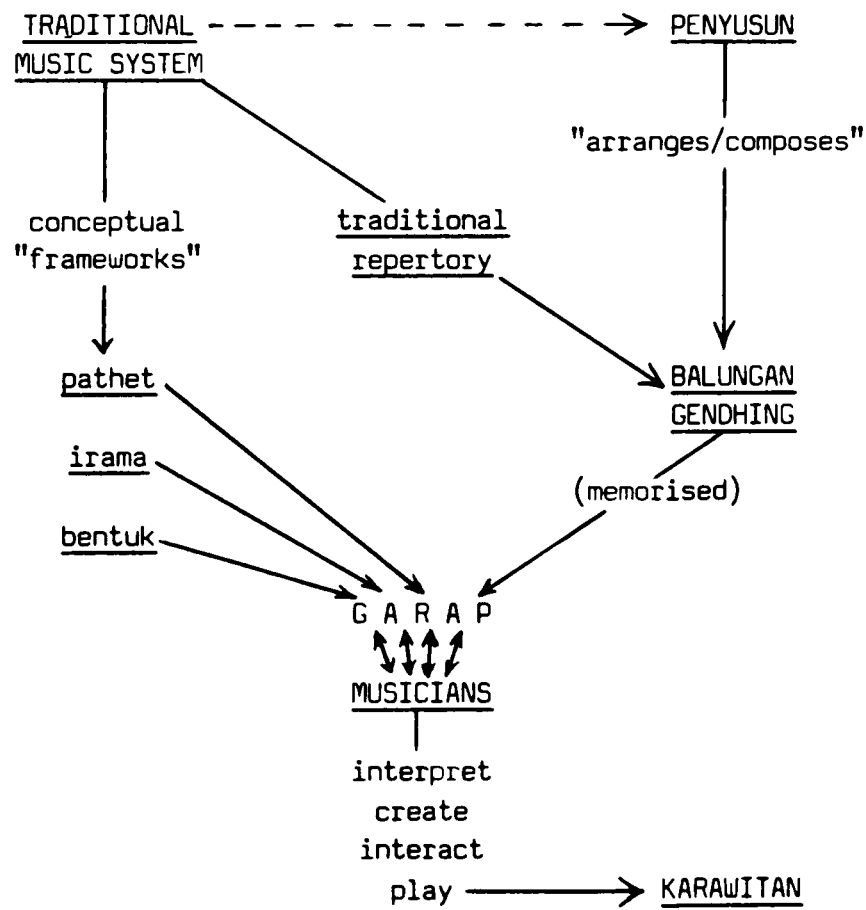 TRADITIONAL
MUSIC SYSTEM
PENYUSUN
"arranges/composes"
conceptual
"frameworks"
traditional
repertory
pathet
irama
bentuk
BALUNGAN
GENDHING
(memorised)
G A R A P
MUSICIANS
interpret
create
interact
play
KARAWITAN